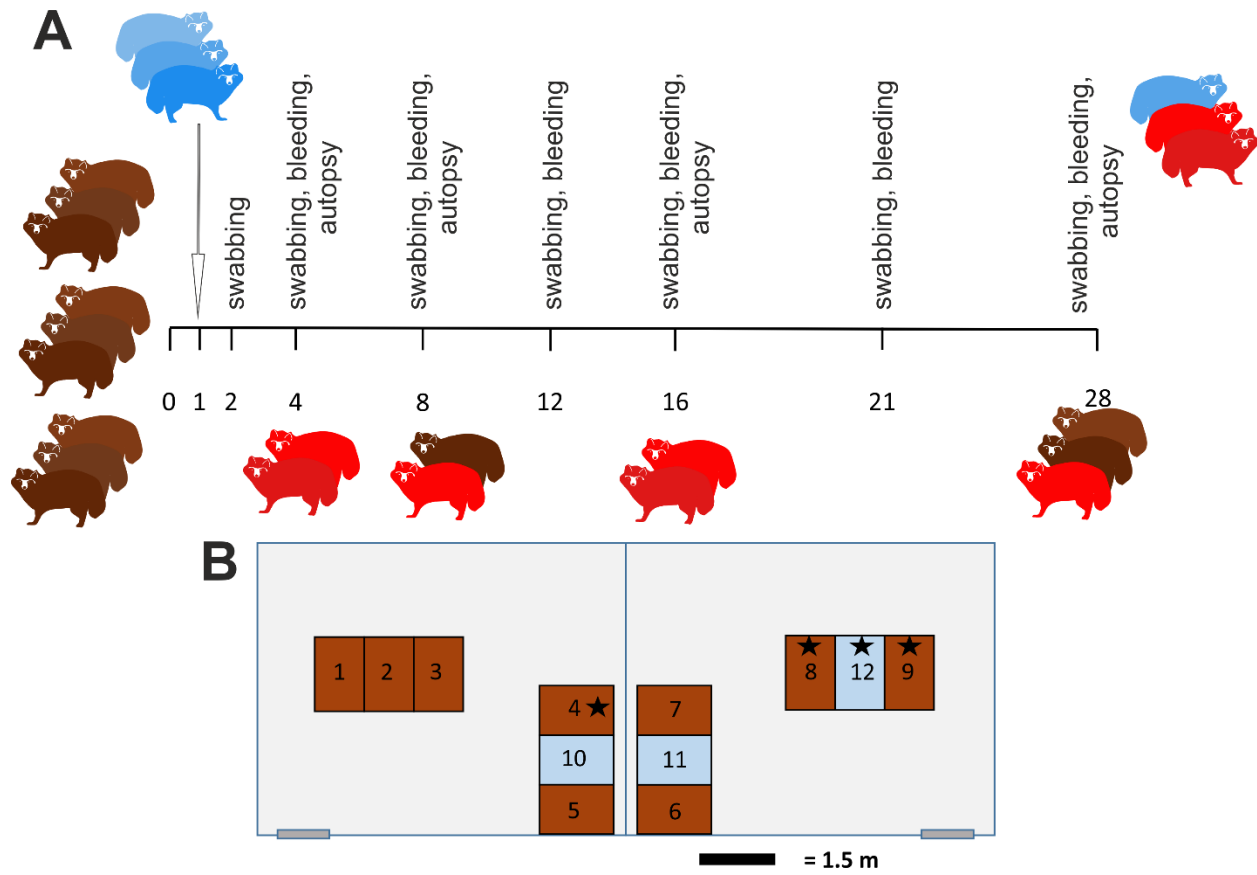 A
swabbing
swabbing, bleeding,
autopsy
swabbing, bleeding,
autopsy
swabbing, bleeding
swabbing, bleeding,
autopsy
swabbing, bleeding
swabbing, bleeding,
autopsy
0 1 2 4 8 12 16 21 28
B
1 2 3
4
10
5
7
11
6
8 12 9
= 1.5 m